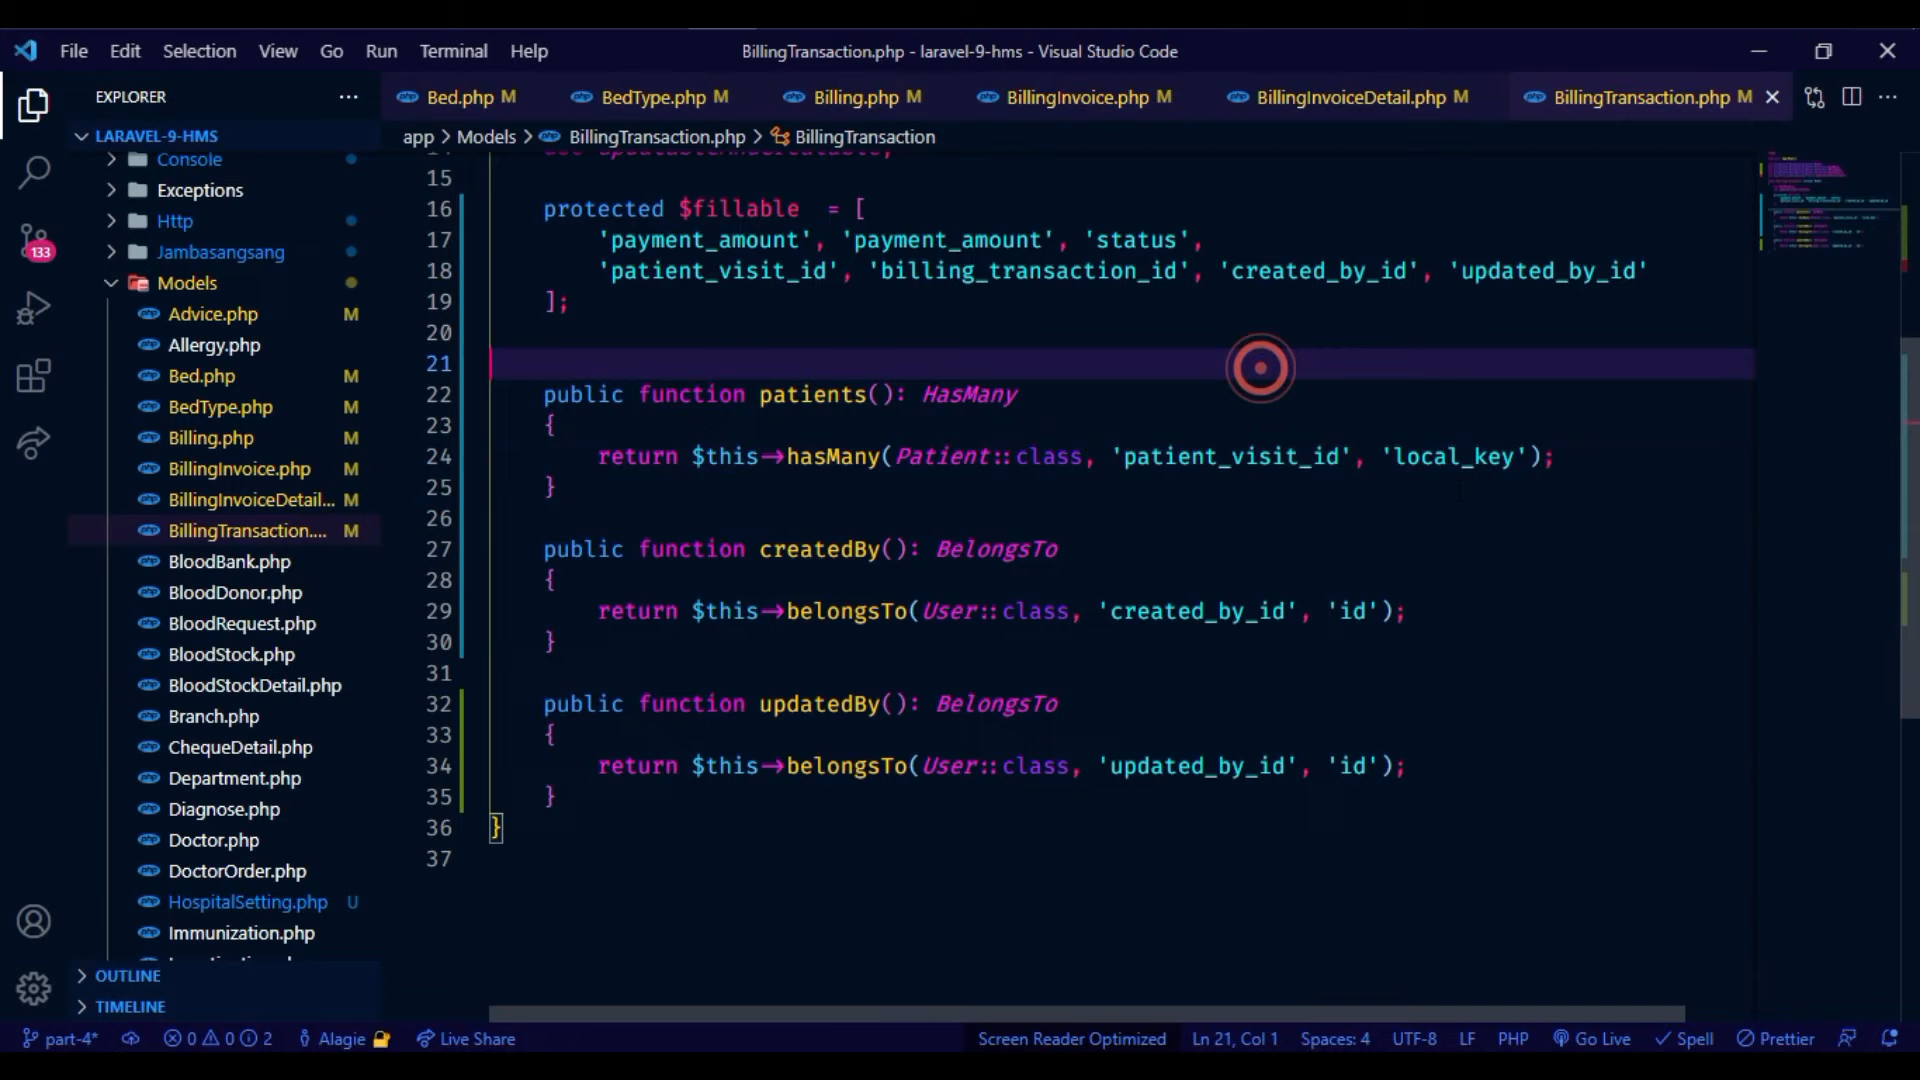 File Edit Selection View Go Run Terminal Help
BillingTransaction.php - laravel-9-hms - Visual Studio Code
EXPLORER
Bed.php M
BedType.php M
Billing.php M
BillingInvoice.php M
BillingInvoiceDetail.php M
BillingTransaction.php M
LARAVEL-9-HMS
app > Models > BillingTransaction.php > BillingTransaction
Console
Exceptions
Http
Jambasangsang
133
Models
Advice.php M
Allergy.php
Bed.php M
BedType.php M
Billing.php M
BillingInvoice.php M
BillingInvoiceDetail... M
BillingTransaction.... M
BloodBank.php
BloodDonor.php
BloodRequest.php
BloodStock.php
BloodStockDetail.php
Branch.php
ChequeDetail.php
Department.php
Diagnose.php
Doctor.php
DoctorOrder.php
HospitalSetting.php U
Immunization.php
OUTLINE
TIMELINE
15
16 protected $fillable = [
17 'payment_amount', 'payment_amount', 'status',
18 'patient_visit_id', 'billing_transaction_id', 'created_by_id', 'updated_by_id'
19 ];
20
21
22 public function patients(): HasMany
23 {
24 return $this->hasMany(Patient::class, 'patient_visit_id', 'local_key');
25 }
26
27 public function createdBy(): BelongsTo
28 {
29 return $this->belongsTo(User::class, 'created_by_id', 'id');
30 }
31
32 public function updatedBy(): BelongsTo
33 {
34 return $this->belongsTo(User::class, 'updated_by_id', 'id');
35 }
36 }
37
part-4* 0 0 2 Alagie Live Share Screen Reader Optimized Ln 21, Col 1 Spaces: 4 UTF-8 LF PHP Go Live Spell Prettier